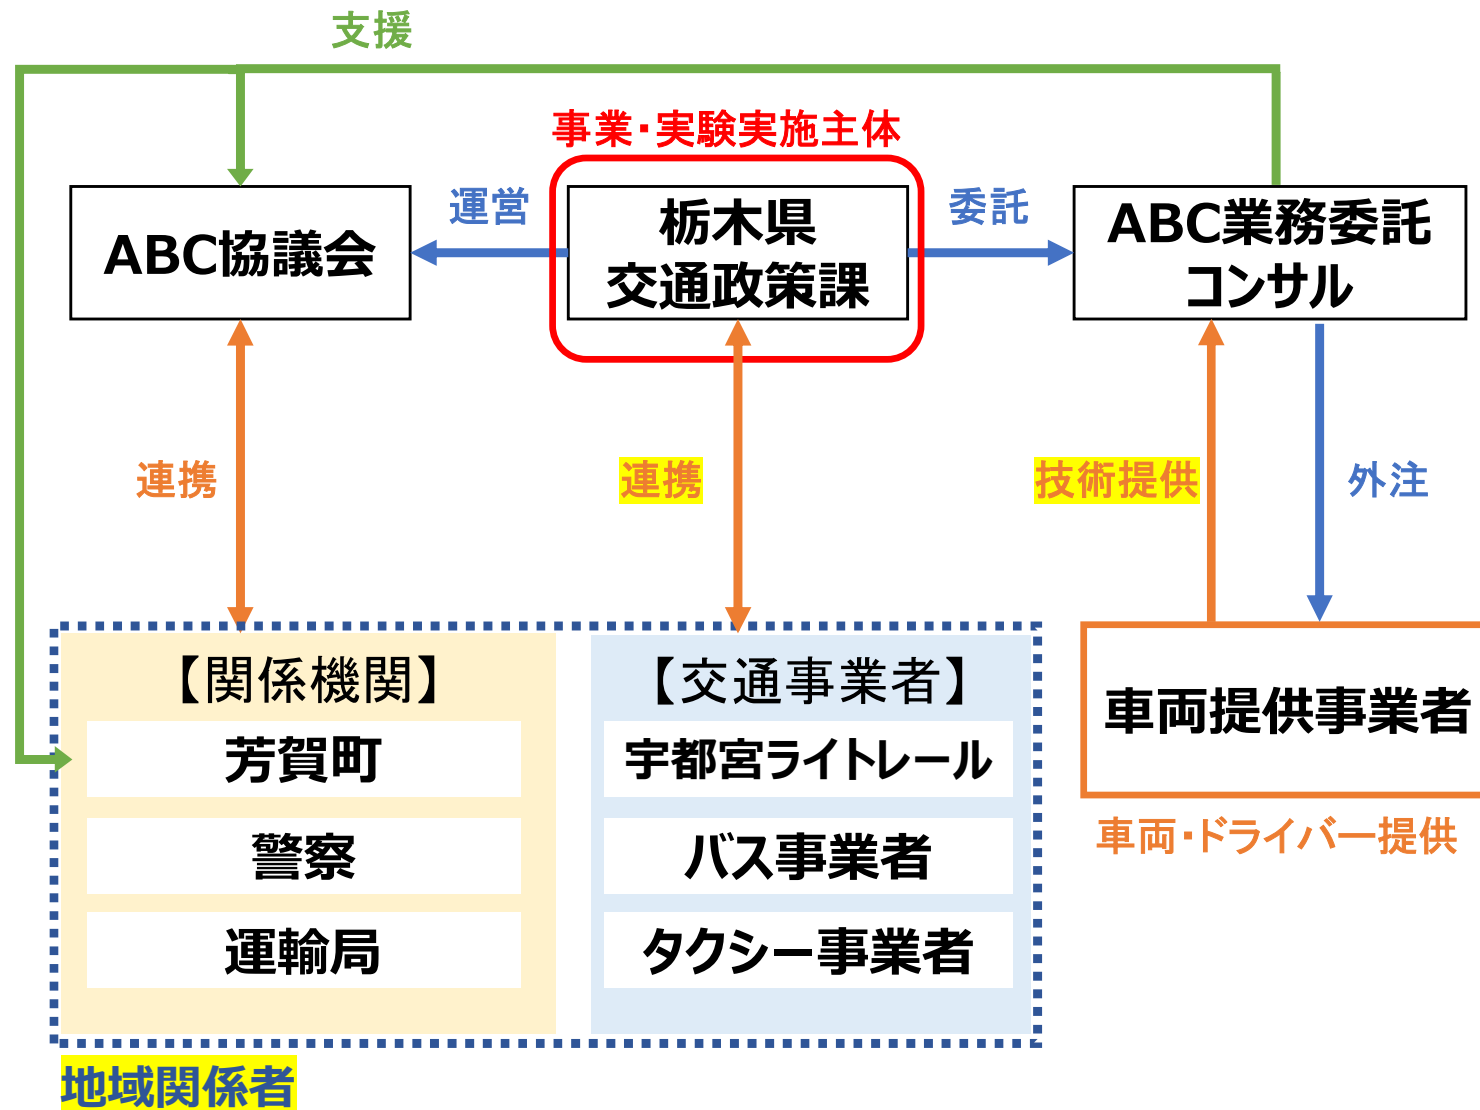 支援
事業・実験実施主体
ABC協議会
運営
栃木県
交通政策課
委託
ABC業務委託
コンサル
連携
連携
技術提供
外注
【関係機関】
芳賀町
警察
運輸局
【交通事業者】
宇都宮ライトレール
バス事業者
タクシー事業者
車両提供事業者
車両・ドライバー提供
地域関係者